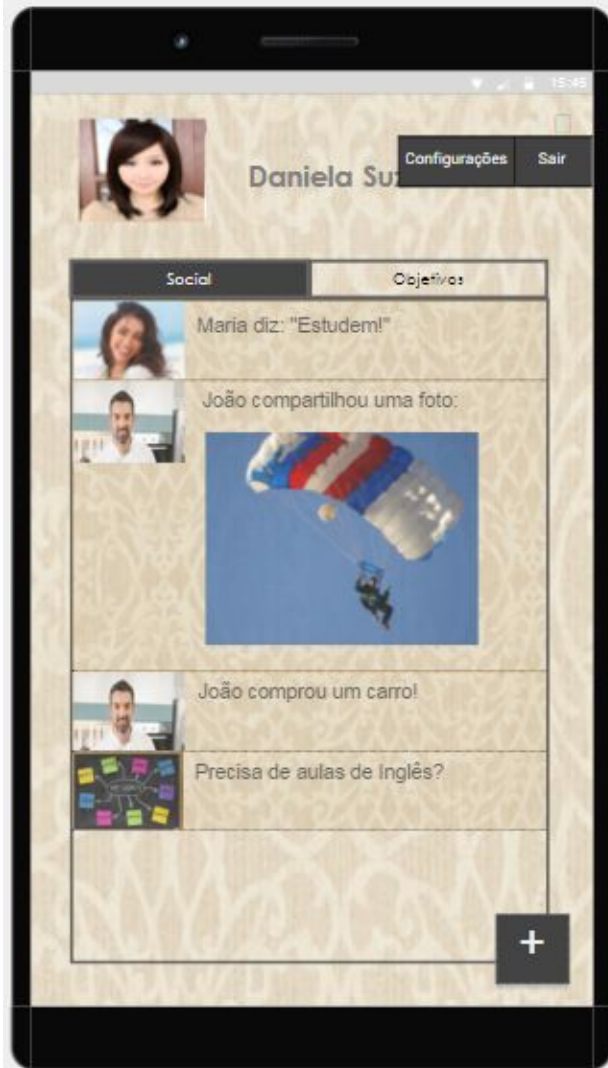 15:45
Configurações Sair
Daniela Su
Social Objetivos
Maria diz: "Estudem!"
João compartilhou uma foto:
João comprou um carro!
Precisa de aulas de Inglês?
+